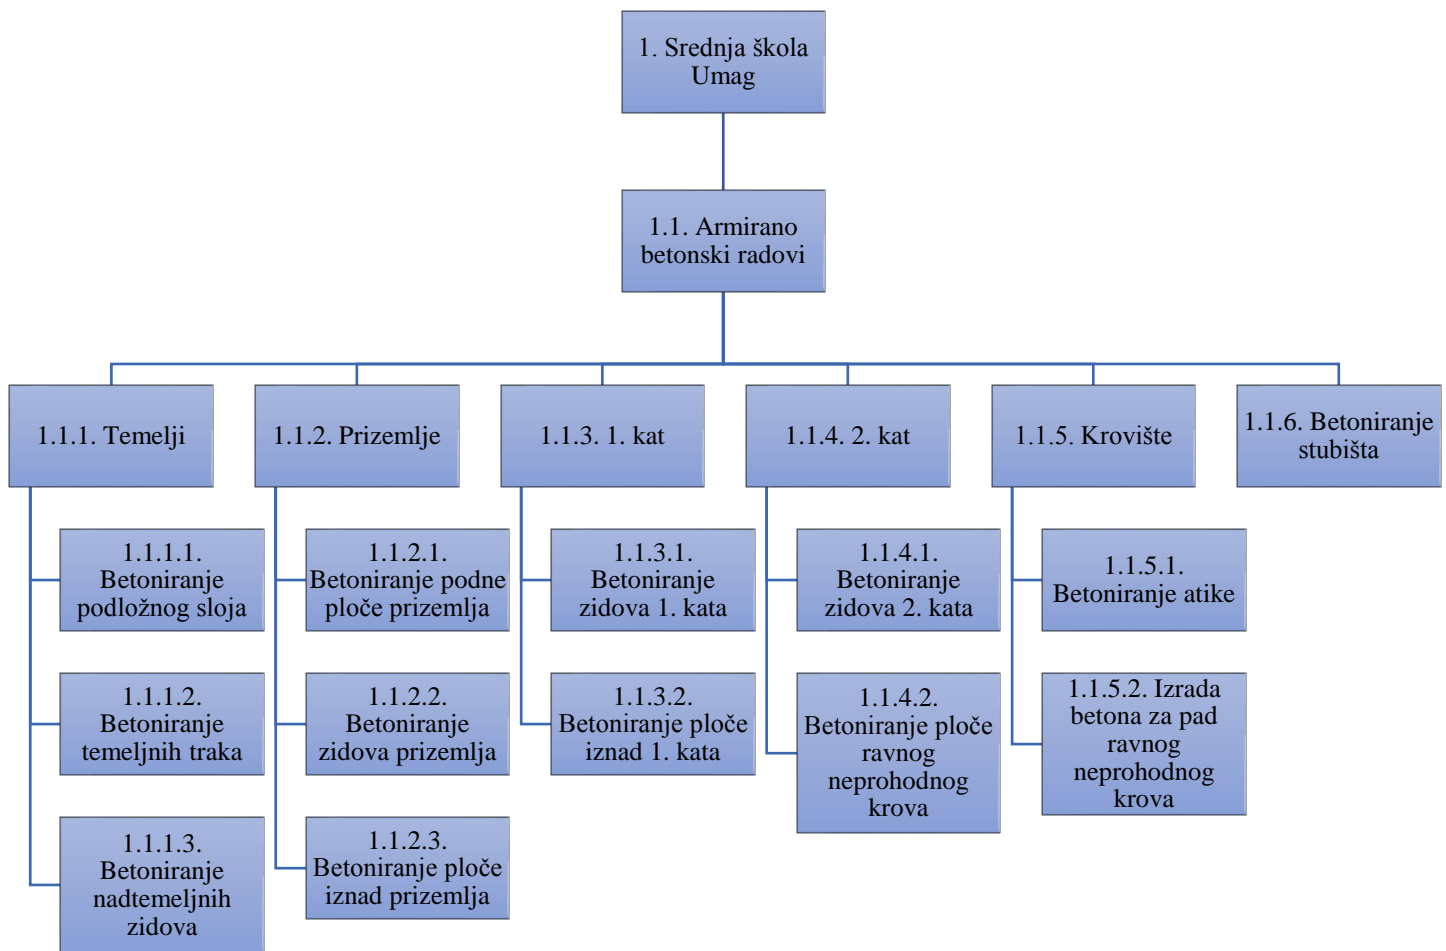 1. Srednja škola
Umag
1.1. Armirano
betonski radovi
1.1.1. Temelji
1.1.2. Prizemlje
1.1.3. 1. kat
1.1.4. 2. kat
1.1.5. Krovište
1.1.6. Betoniranje
stubišta
1.1.1.1.
Betoniranje
podložnog sloja
1.1.2.1.
Betoniranje podne
ploče prizemlja
1.1.3.1.
Betoniranje
zidova 1. kata
1.1.4.1.
Betoniranje
zidova 2. kata
1.1.5.1.
Betoniranje atike
1.1.1.2.
Betoniranje
temeljnih traka
1.1.2.2.
Betoniranje
zidova prizemlja
1.1.3.2.
Betoniranje ploče
iznad 1. kata
1.1.4.2.
Betoniranje ploče
ravnog
neprohodnog
krova
1.1.5.2. Izrada
betona za pad
ravnog
neprohodnog
krova
1.1.1.3.
Betoniranje
nadtemeljnih
zidova
1.1.2.3.
Betoniranje ploče
iznad prizemlja